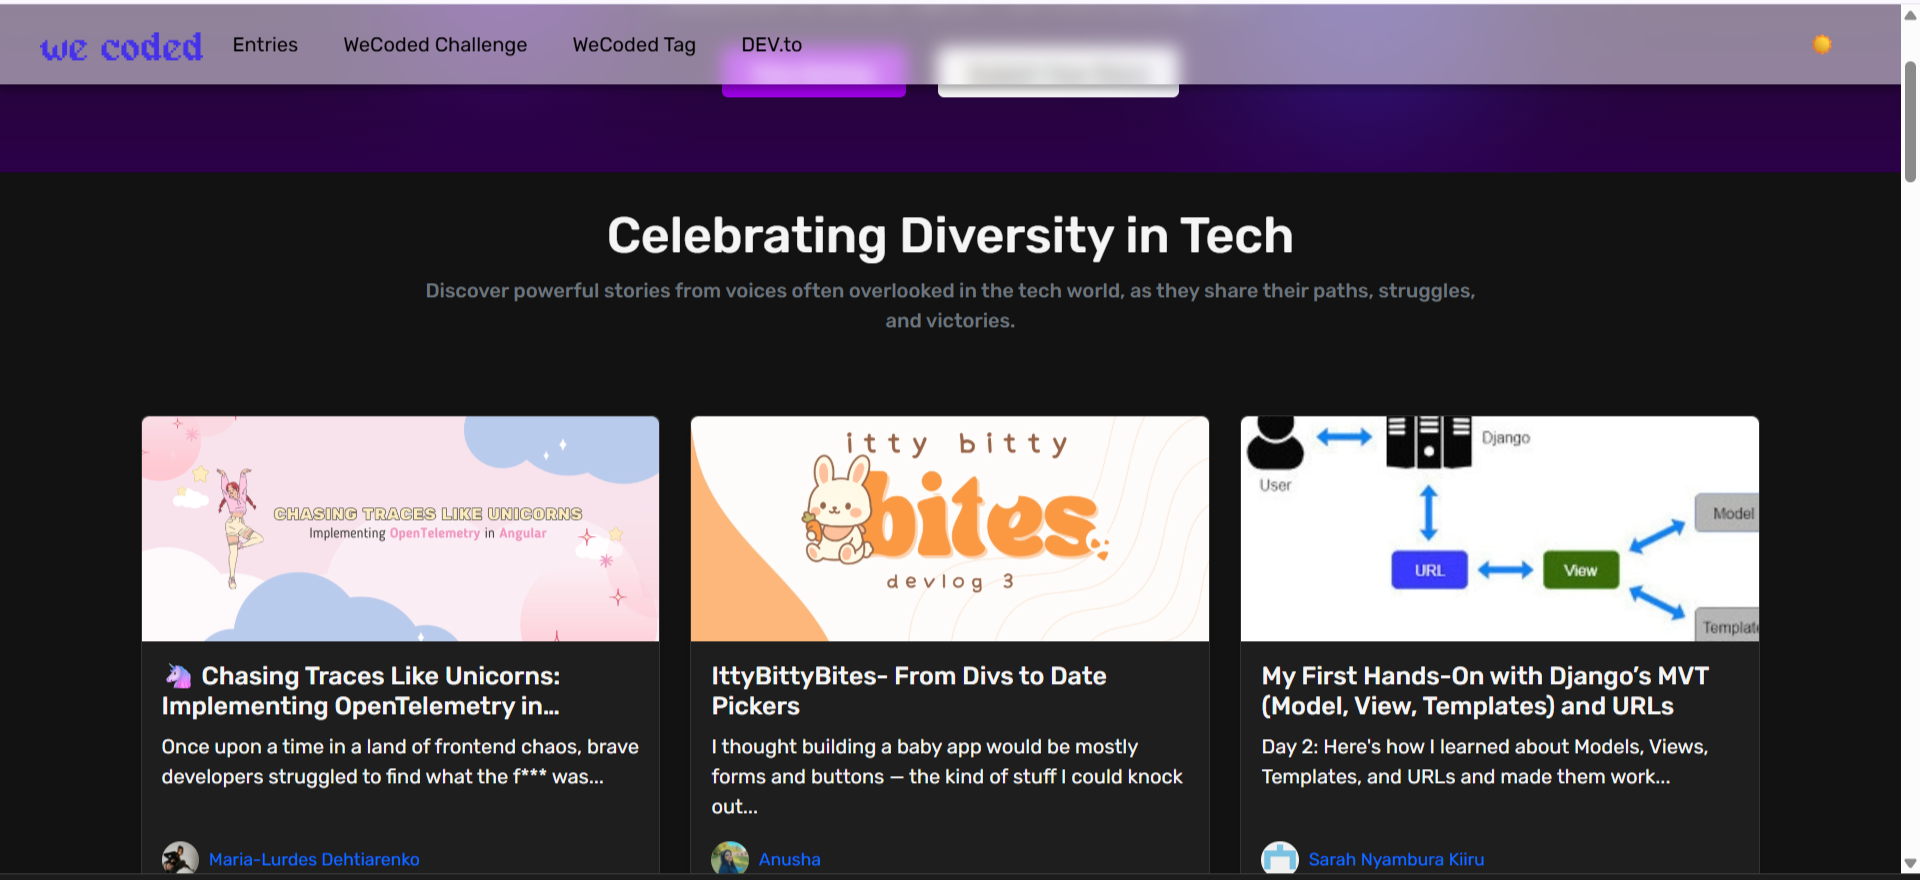 we coded
Entries
WeCoded Challenge
WeCoded Tag
DEV.to
Celebrating Diversity in Tech
Discover powerful stories from voices often overlooked in the tech world, as they share their paths, struggles,
and victories.
CHASING TRACES LIKE UNICORNS
Implementing OpenTelemetry in Angular
🦄 Chasing Traces Like Unicorns:
Implementing OpenTelemetry in...
Once upon a time in a land of frontend chaos, brave
developers struggled to find what the f*** was...
Maria-Lurdes Dehtiarenko
itty bitty
bites
devlog 3
IttyBittyBites- From Divs to Date
Pickers
I thought building a baby app would be mostly
forms and buttons — the kind of stuff I could knock
out...
Anusha
User
Django
Model
URL
View
Template
My First Hands-On with Django’s MVT
(Model, View, Templates) and URLs
Day 2: Here's how I learned about Models, Views,
Templates, and URLs and made them work...
Sarah Nyambura Kiiru